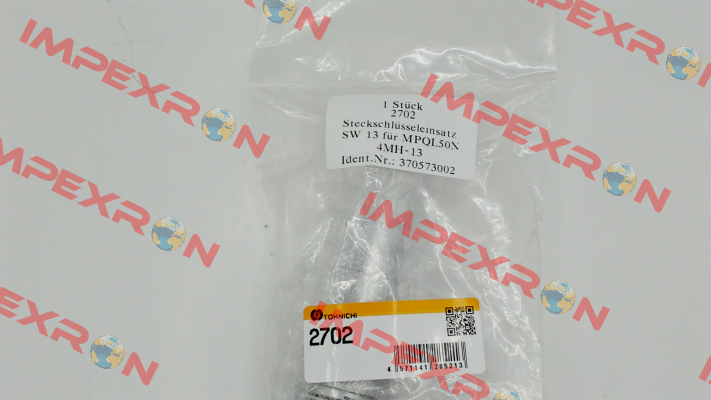 IMPEXRON
IMPEXRON
IMPEXRON
IMPEXRON
IMPEXRON
IMPEXRON
IMPEXRON
1 Stück
2702
Steckschlüsseleinsatz
SW 13 für MPQL50N
4MH-13
Ident.Nr.: 370573002
TOHNICHI
2702
4 571141 285213